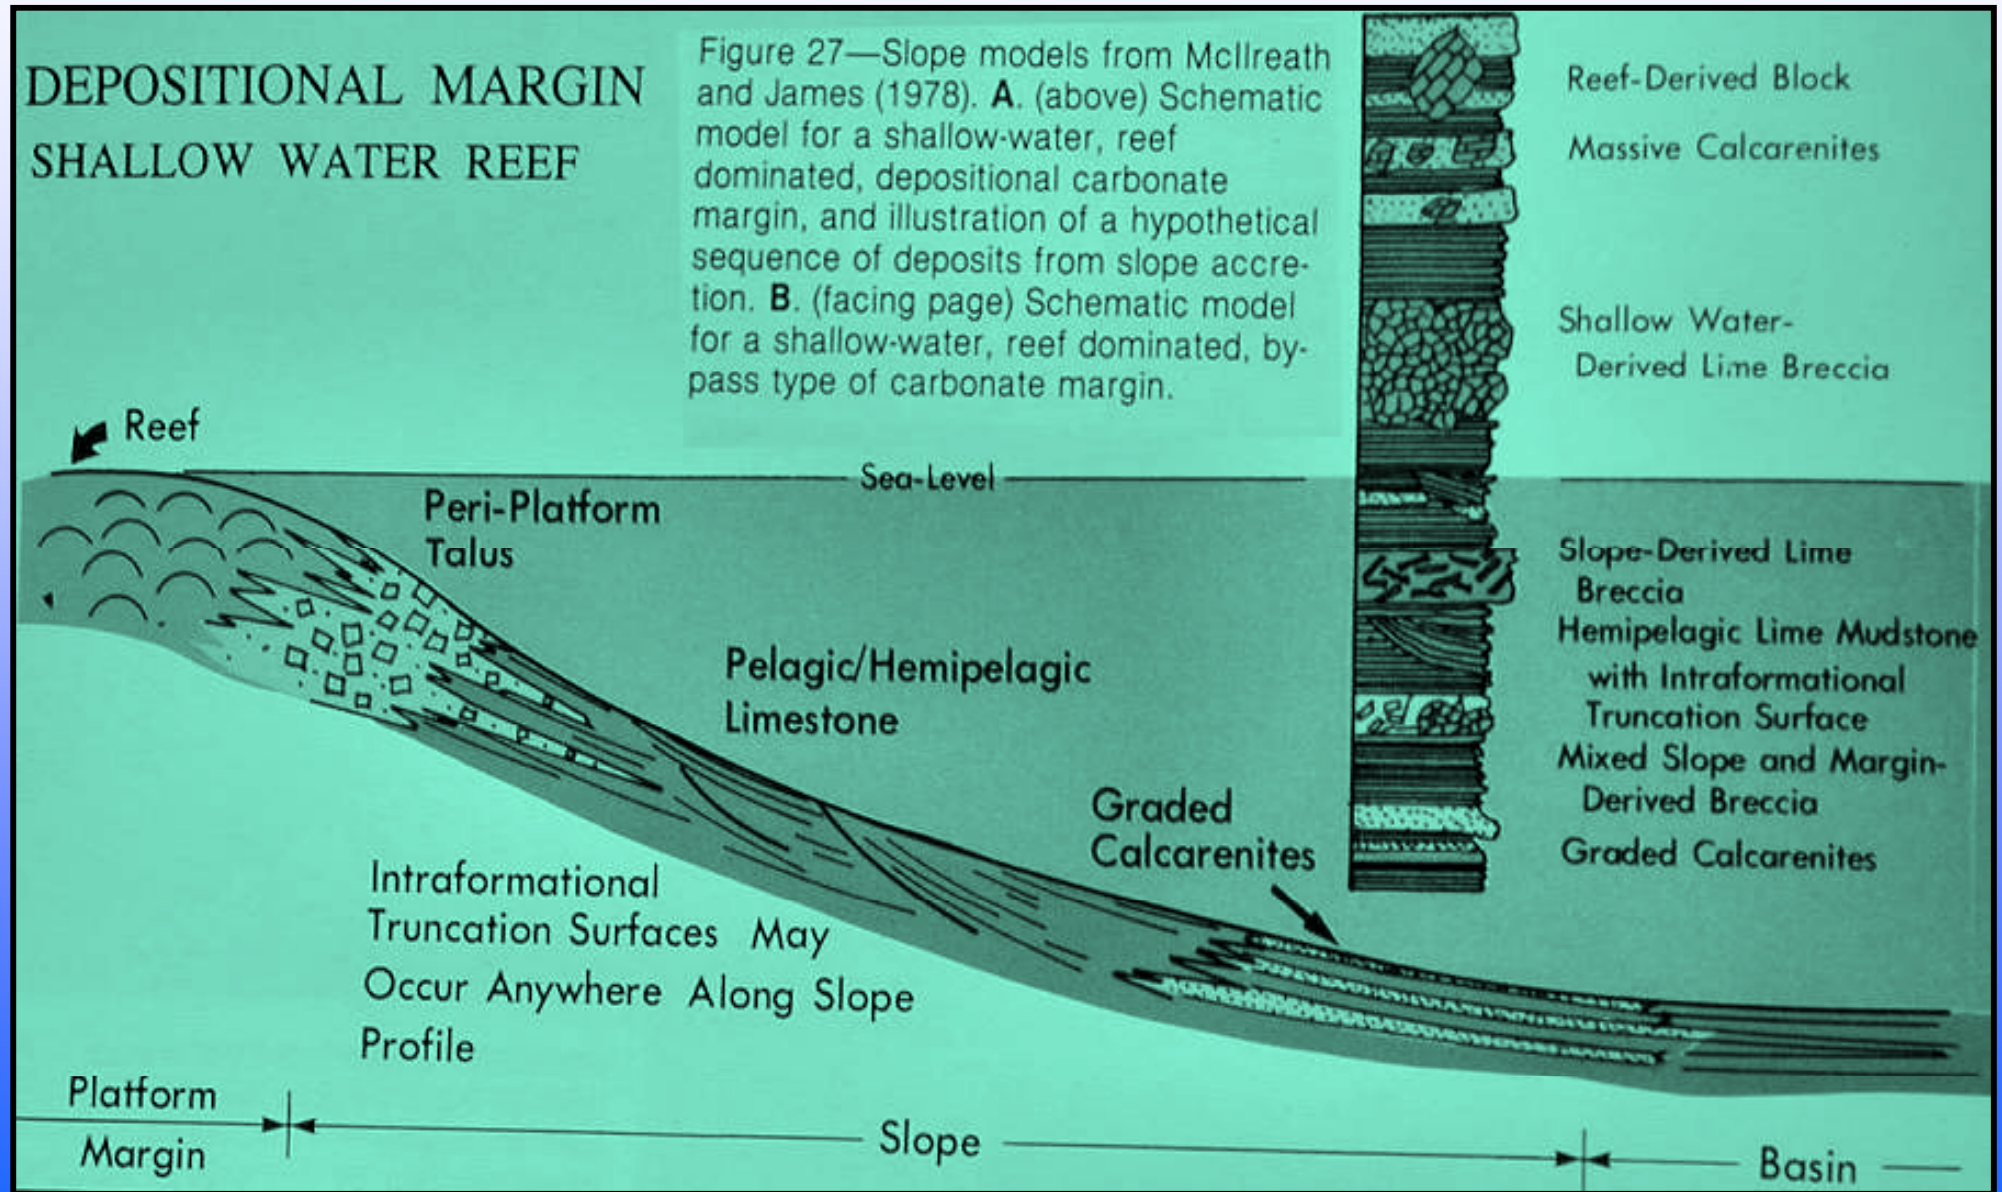 DEPOSITIONAL MARGIN
SHALLOW WATER REEF
Figure 27—Slope models from McIlreath
and James (1978). A. (above) Schematic
model for a shallow-water, reef
dominated, depositional carbonate
margin, and illustration of a hypothetical
sequence of deposits from slope accre-
tion. B. (facing page) Schematic model
for a shallow-water, reef dominated, by-
pass type of carbonate margin.
Reef-Derived Block
Massive Calcarenites
Shallow Water-
Derived Lime Breccia
Slope-Derived Lime
Breccia
Hemipelagic Lime Mudstone
with Intraformational
Truncation Surface
Mixed Slope and Margin-
Derived Breccia
Graded Calcarenites
Reef
Sea-Level
Peri-Platform
Talus
Pelagic/Hemipelagic
Limestone
Graded
Calcarenites
Intraformational
Truncation Surfaces May
Occur Anywhere Along Slope
Profile
Platform
Margin
Slope
Basin